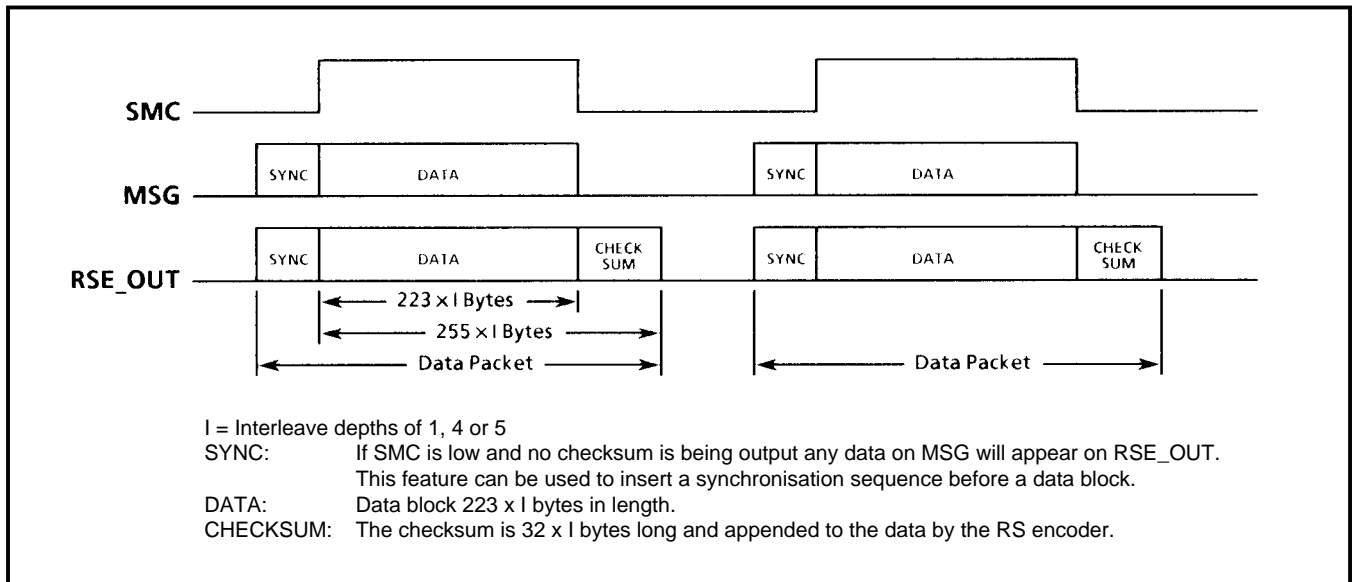 SMC
SYNC DATA SYNC DATA
MSG
SYNC DATA CHECK SUM SYNC DATA CHECK SUM
RSE_OUT
223 x I Bytes
255 x I Bytes
Data Packet Data Packet
I = Interleave depths of 1, 4 or 5
SYNC: If SMC is low and no checksum is being output any data on MSG will appear on RSE_OUT.
This feature can be used to insert a synchronisation sequence before a data block.
DATA: Data block 223 x I bytes in length.
CHECKSUM: The checksum is 32 x I bytes long and appended to the data by the RS encoder.